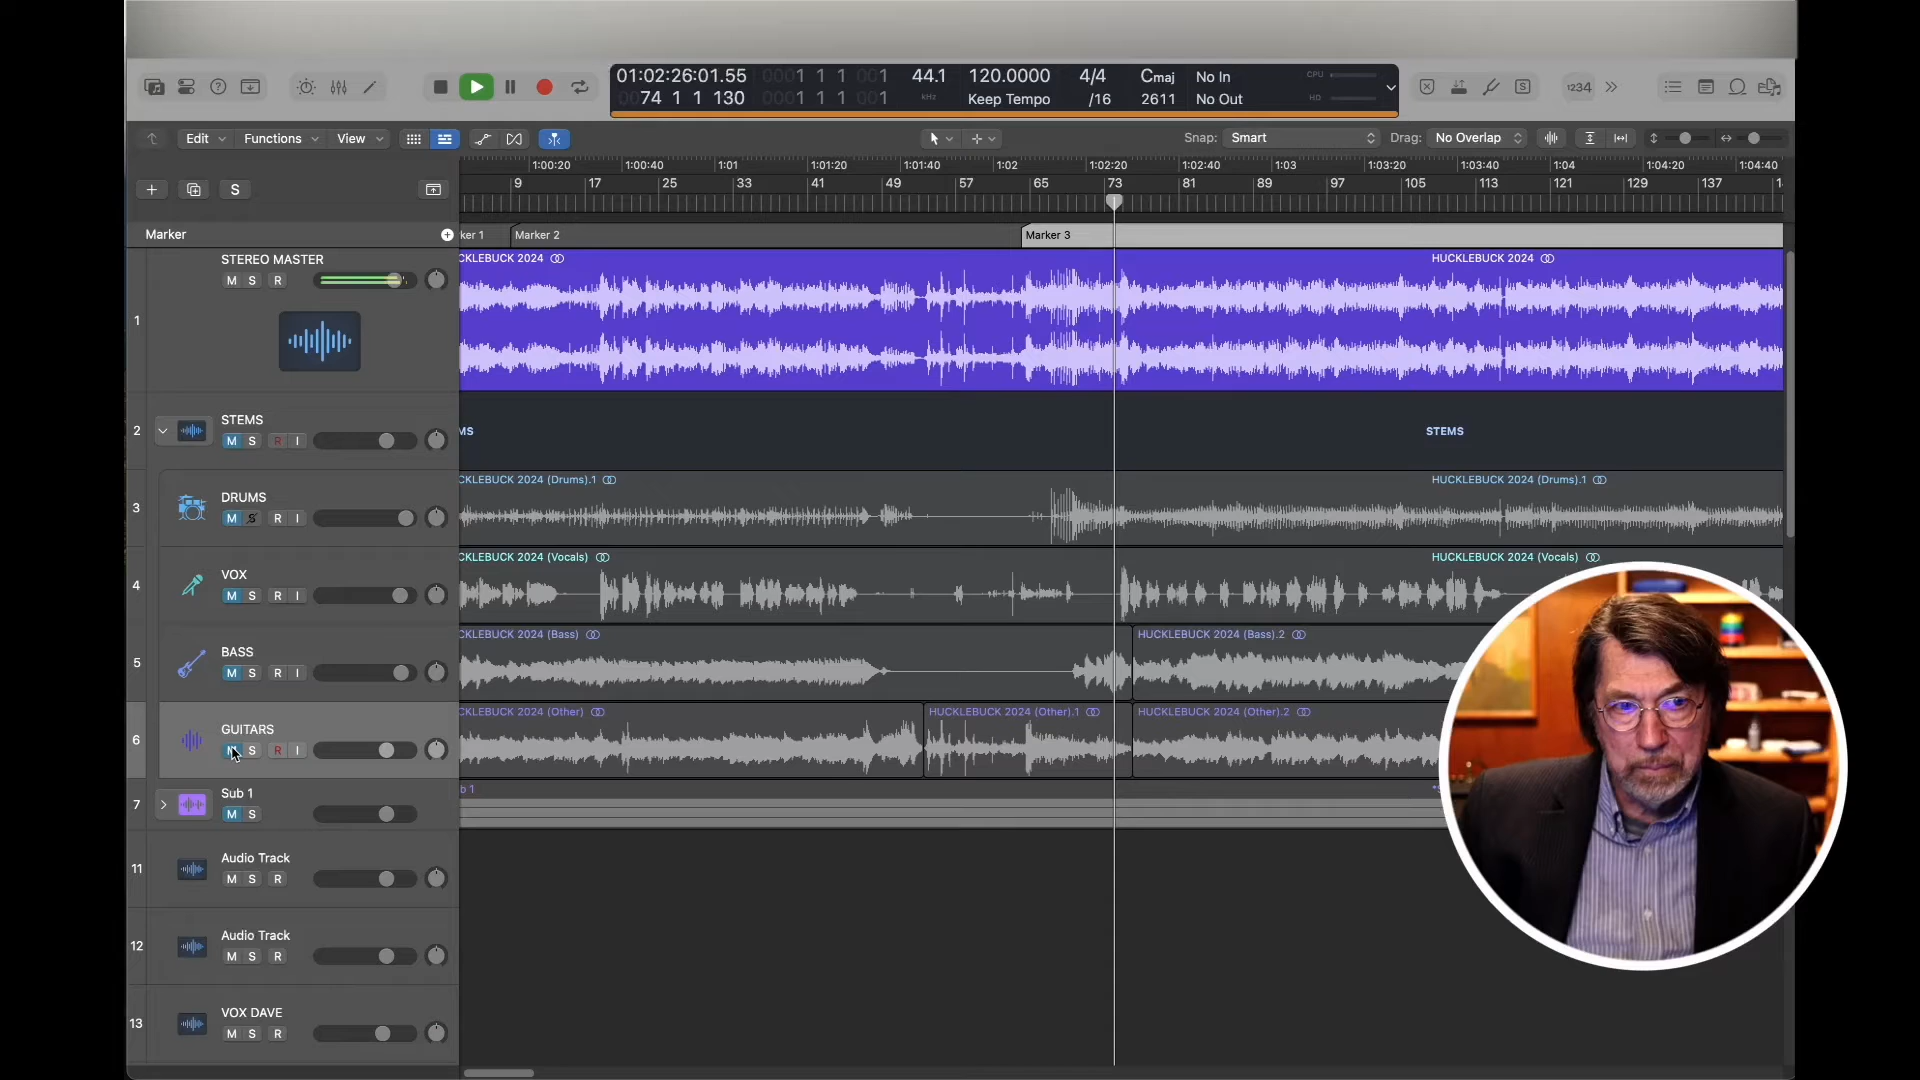 01:02:26:01.55 0001 1 1 001 44.1 120.0000 4/4 Cmaj No In CPU
0074 1 1 130 0001 1 1 001 kHz Keep Tempo /16 2611 No Out HD
1234
Edit Functions View Snap: Smart Drag: No Overlap
1:00:20 1:00:40 1:01 1:01:20 1:01:40 1:02 1:02:20 1:02:40 1:03 1:03:20 1:03:40 1:04 1:04:20 1:04:40
S 9 17 25 33 41 49 57 65 73 81 89 97 105 113 121 129 137
Marker ker 1 Marker 2 Marker 3
STEREO MASTER CKLEBUCK 2024 HUCKLEBUCK 2024
M S R
1
STEMS
2 M S R I MS STEMS
DRUMS CKLEBUCK 2024 (Drums).1 HUCKLEBUCK 2024 (Drums).1
3 M S R I
VOX CKLEBUCK 2024 (Vocals) HUCKLEBUCK 2024 (Vocals)
4 M S R I
BASS CKLEBUCK 2024 (Bass) HUCKLEBUCK 2024 (Bass).2
5 M S R I
GUITARS CKLEBUCK 2024 (Other) HUCKLEBUCK 2024 (Other).1 HUCKLEBUCK 2024 (Other).2
6 M S R I
Sub 1 b 1
7 M S
Audio Track
11 M S R
Audio Track
12 M S R
VOX DAVE
13 M S R